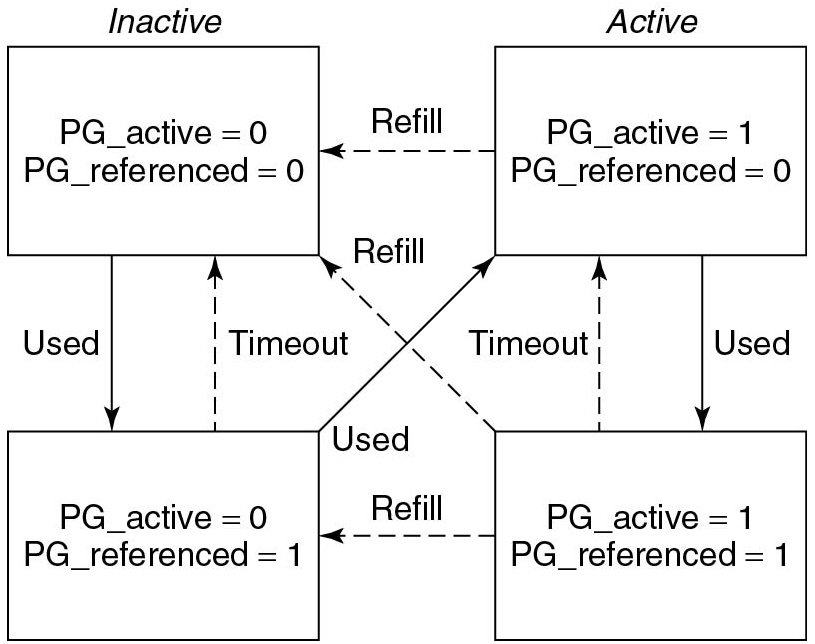 Inactive
Active
PG_active = 0
PG_referenced = 0
Refill
PG_active = 1
PG_referenced = 0
Refill
Used
Timeout
Timeout
Used
Used
PG_active = 0
PG_referenced = 1
Refill
PG_active = 1
PG_referenced = 1